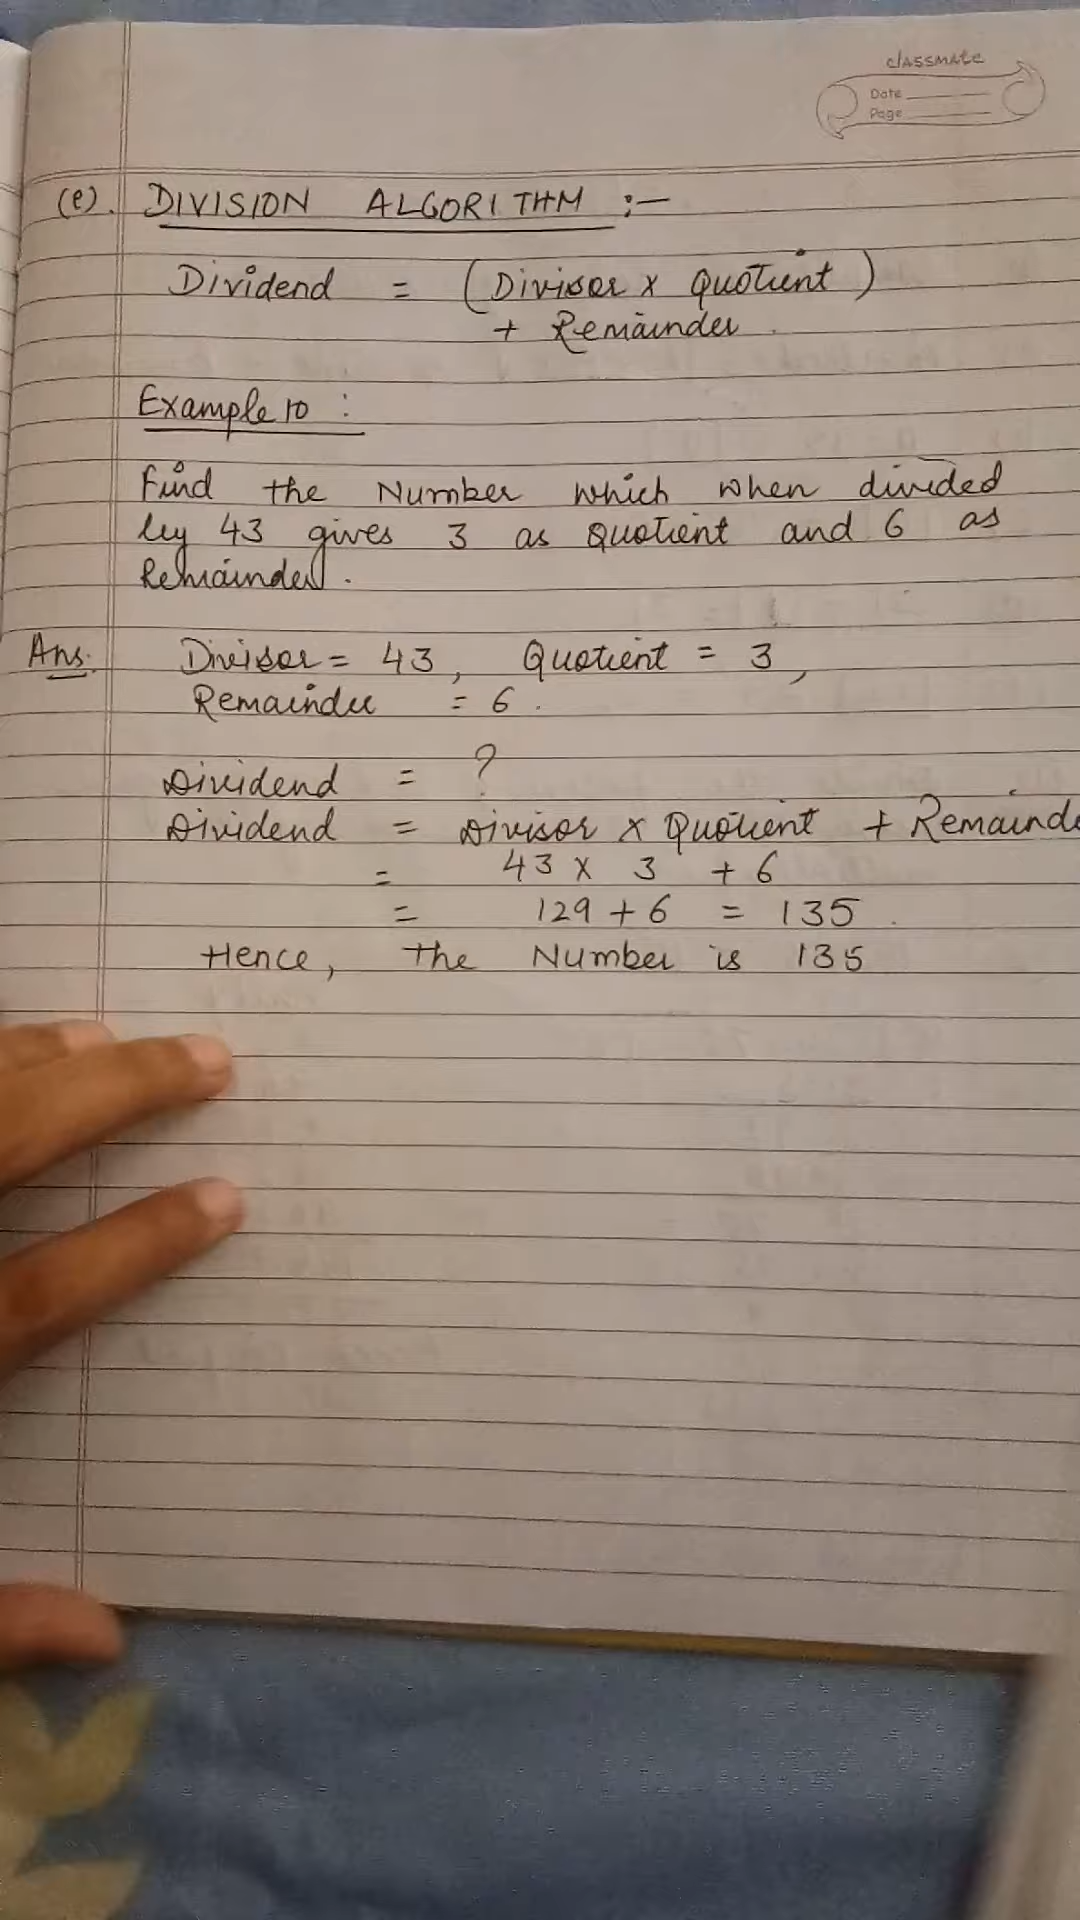 classmate
Date
Page
(e). DIVISION ALGORITHM :-
Dividend = (Divisor x Quotient)
+ Remainder.
Example 10 :
Find the Number which when divided
by 43 gives 3 as Quotient and 6 as
Remainder.
Ans. Divisor = 43, Quotient = 3,
Remainder = 6.
Dividend = ?
Dividend = Divisor x Quotient + Remainde
= 43 x 3 + 6
= 129 + 6 = 135.
Hence, the Number is 135